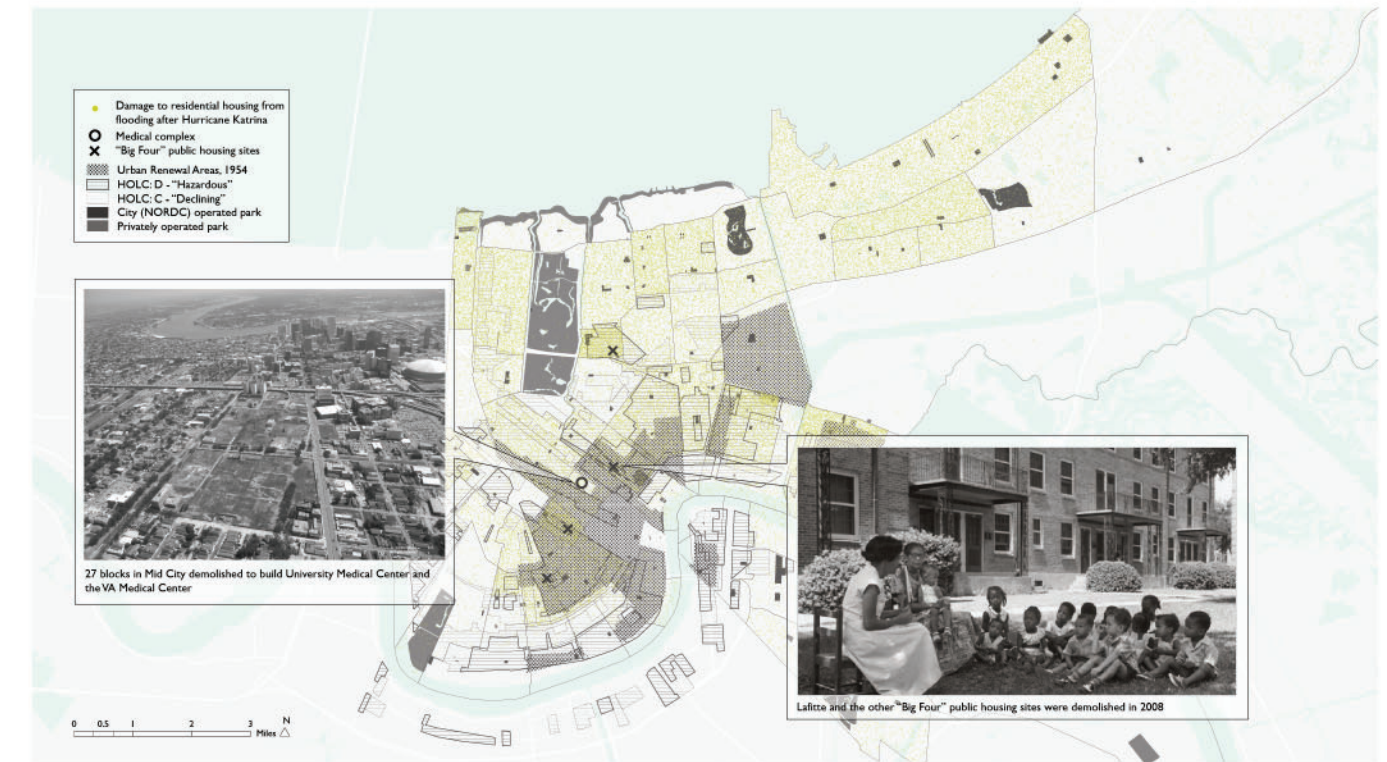 Damage to residential housing from
flooding after Hurricane Katrina
Medical complex
"Big Four" public housing sites
Urban Renewal Areas, 1954
HOLC: D - "Hazardous"
HOLC: C - "Declining"
City (NORDC) operated park
Privately operated park
27 blocks in Mid City demolished to build University Medical Center and
the VA Medical Center
Lafitte and the other "Big Four" public housing sites were demolished in 2008
0 0.5 1 2 3 N
Miles